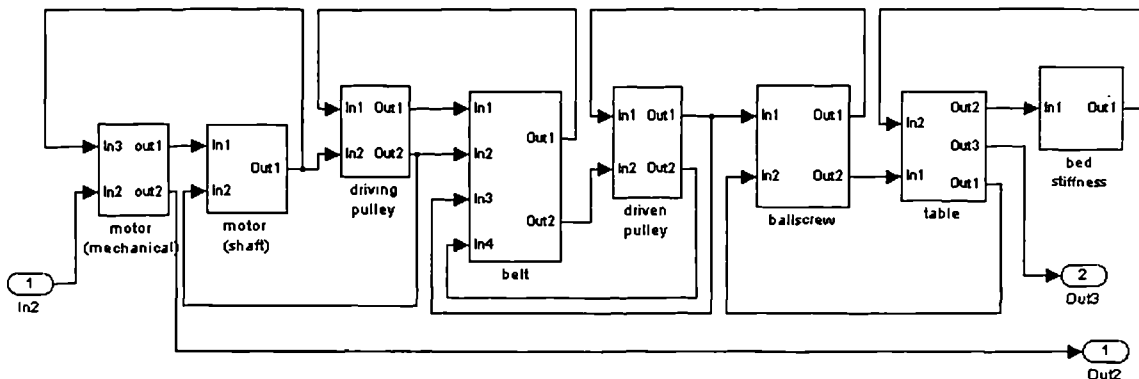 In3 out1
In2 out2
motor
(mechanical)
In1
Out1
In2
motor
(shaft)
In1 Out1
In2 Out2
driving
pulley
In1
Out1
In2
In3
Out2
In4
belt
In1 Out1
In2 Out2
driven
pulley
In1 Out1
In2 Out2
ballscrew
Out2
In2
Out3
In1
Out1
table
In1 Out1
bed
stiffness
1
In2
2
Out3
1
Out2